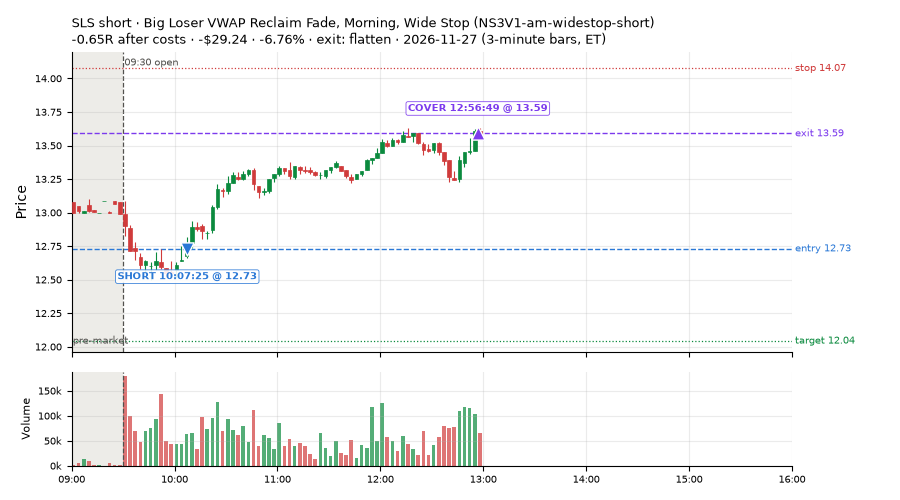 SLS short · Big Loser VWAP Reclaim Fade, Morning, Wide Stop (NS3V1-am-widestop-short)
-0.65R after costs · -$29.24 · -6.76% · exit: flatten · 2026-11-27 (3-minute bars, ET)
09:30 open
stop 14.07
14.00
COVER 12:56:49 @ 13.59
13.75
exit 13.59
13.50
13.25
Price
13.00
12.75
entry 12.73
SHORT 10:07:25 @ 12.73
12.50
12.25
pre-market
target 12.04
12.00
150k
100k
Volume
50k
0k
09:00 10:00 11:00 12:00 13:00 14:00 15:00 16:00